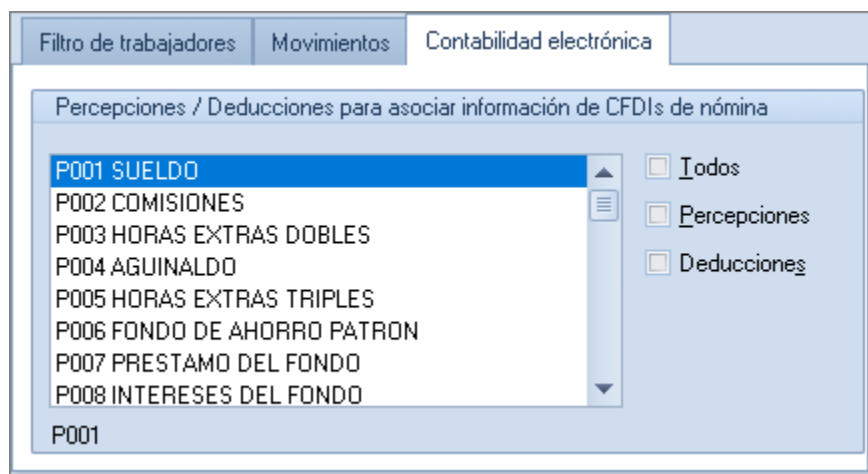 Filtro de trabajadores Movimientos Contabilidad electrónica
Percepciones / Deducciones para asociar información de CFDIs de nómina
P001 SUELDO
P002 COMISIONES
P003 HORAS EXTRAS DOBLES
P004 AGUINALDO
P005 HORAS EXTRAS TRIPLES
P006 FONDO DE AHORRO PATRON
P007 PRESTAMO DEL FONDO
P008 INTERESES DEL FONDO
Todos
Percepciones
Deducciones
P001